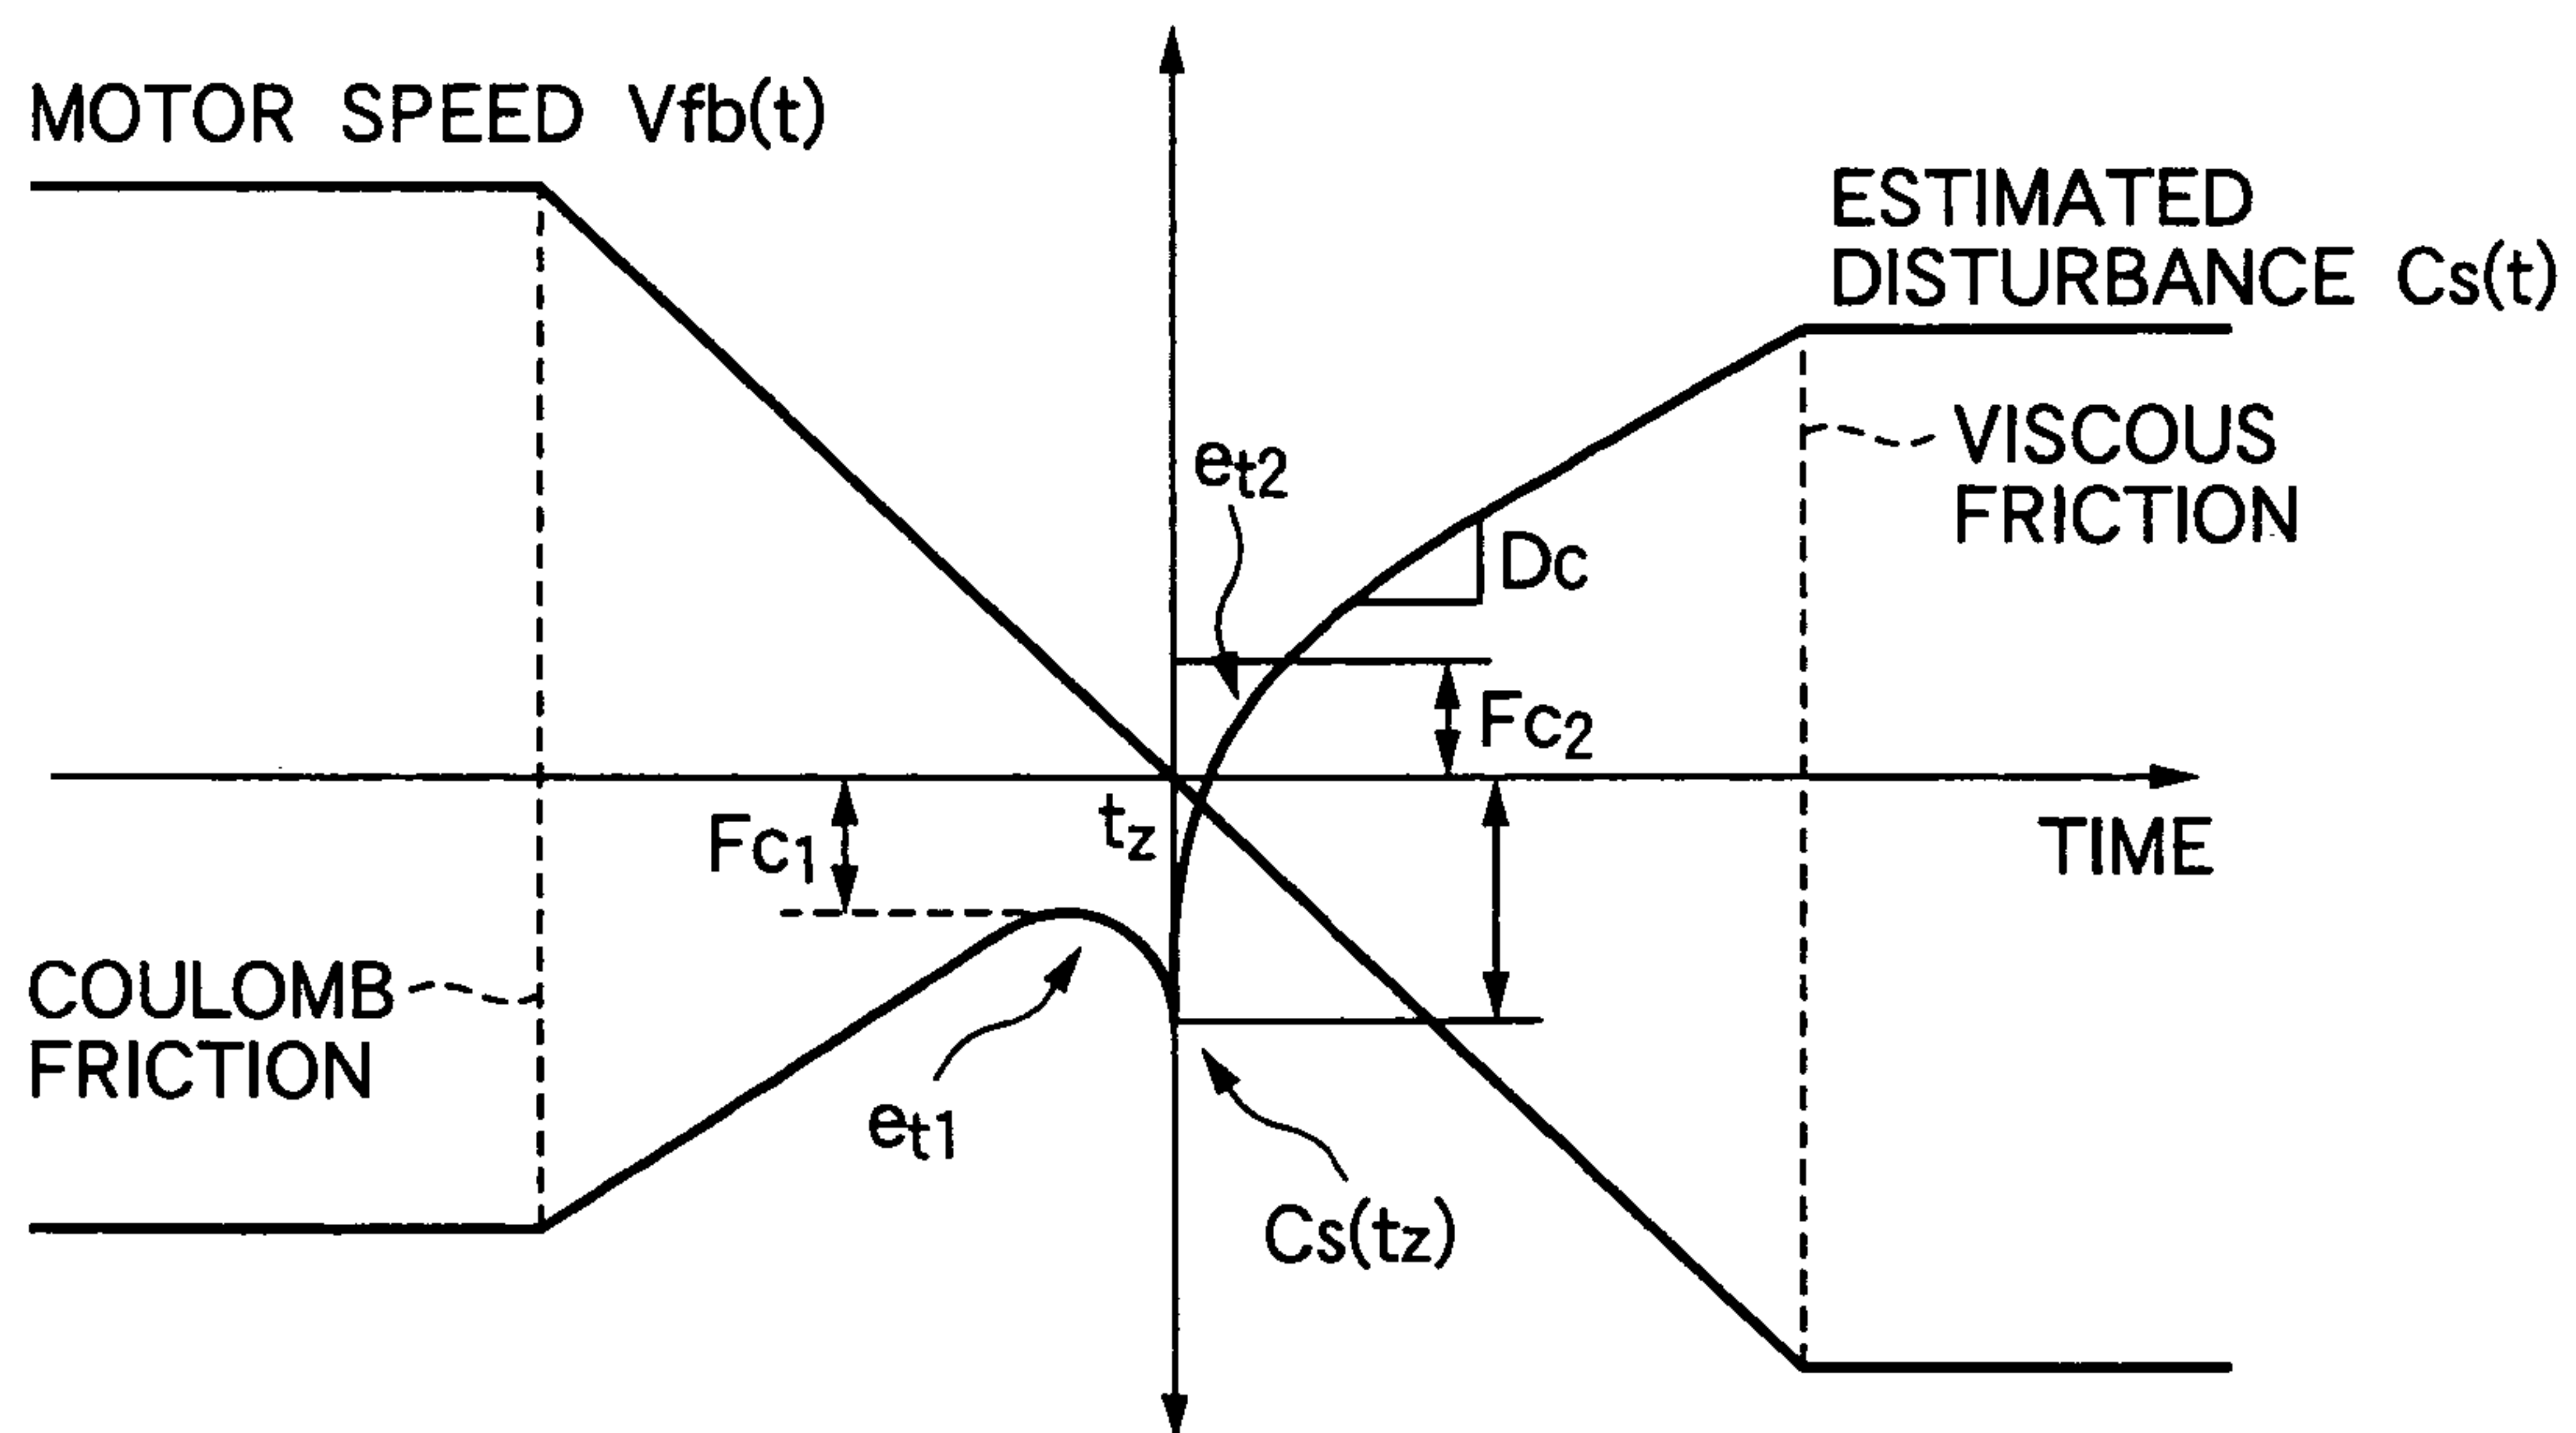 MOTOR SPEED Vfb(t)
ESTIMATED
DISTURBANCE Cs(t)
VISCOUS
FRICTION
et2
Dc
Fc2
tz
Fc1
TIME
COULOMB
FRICTION
et1
Cs(tz)